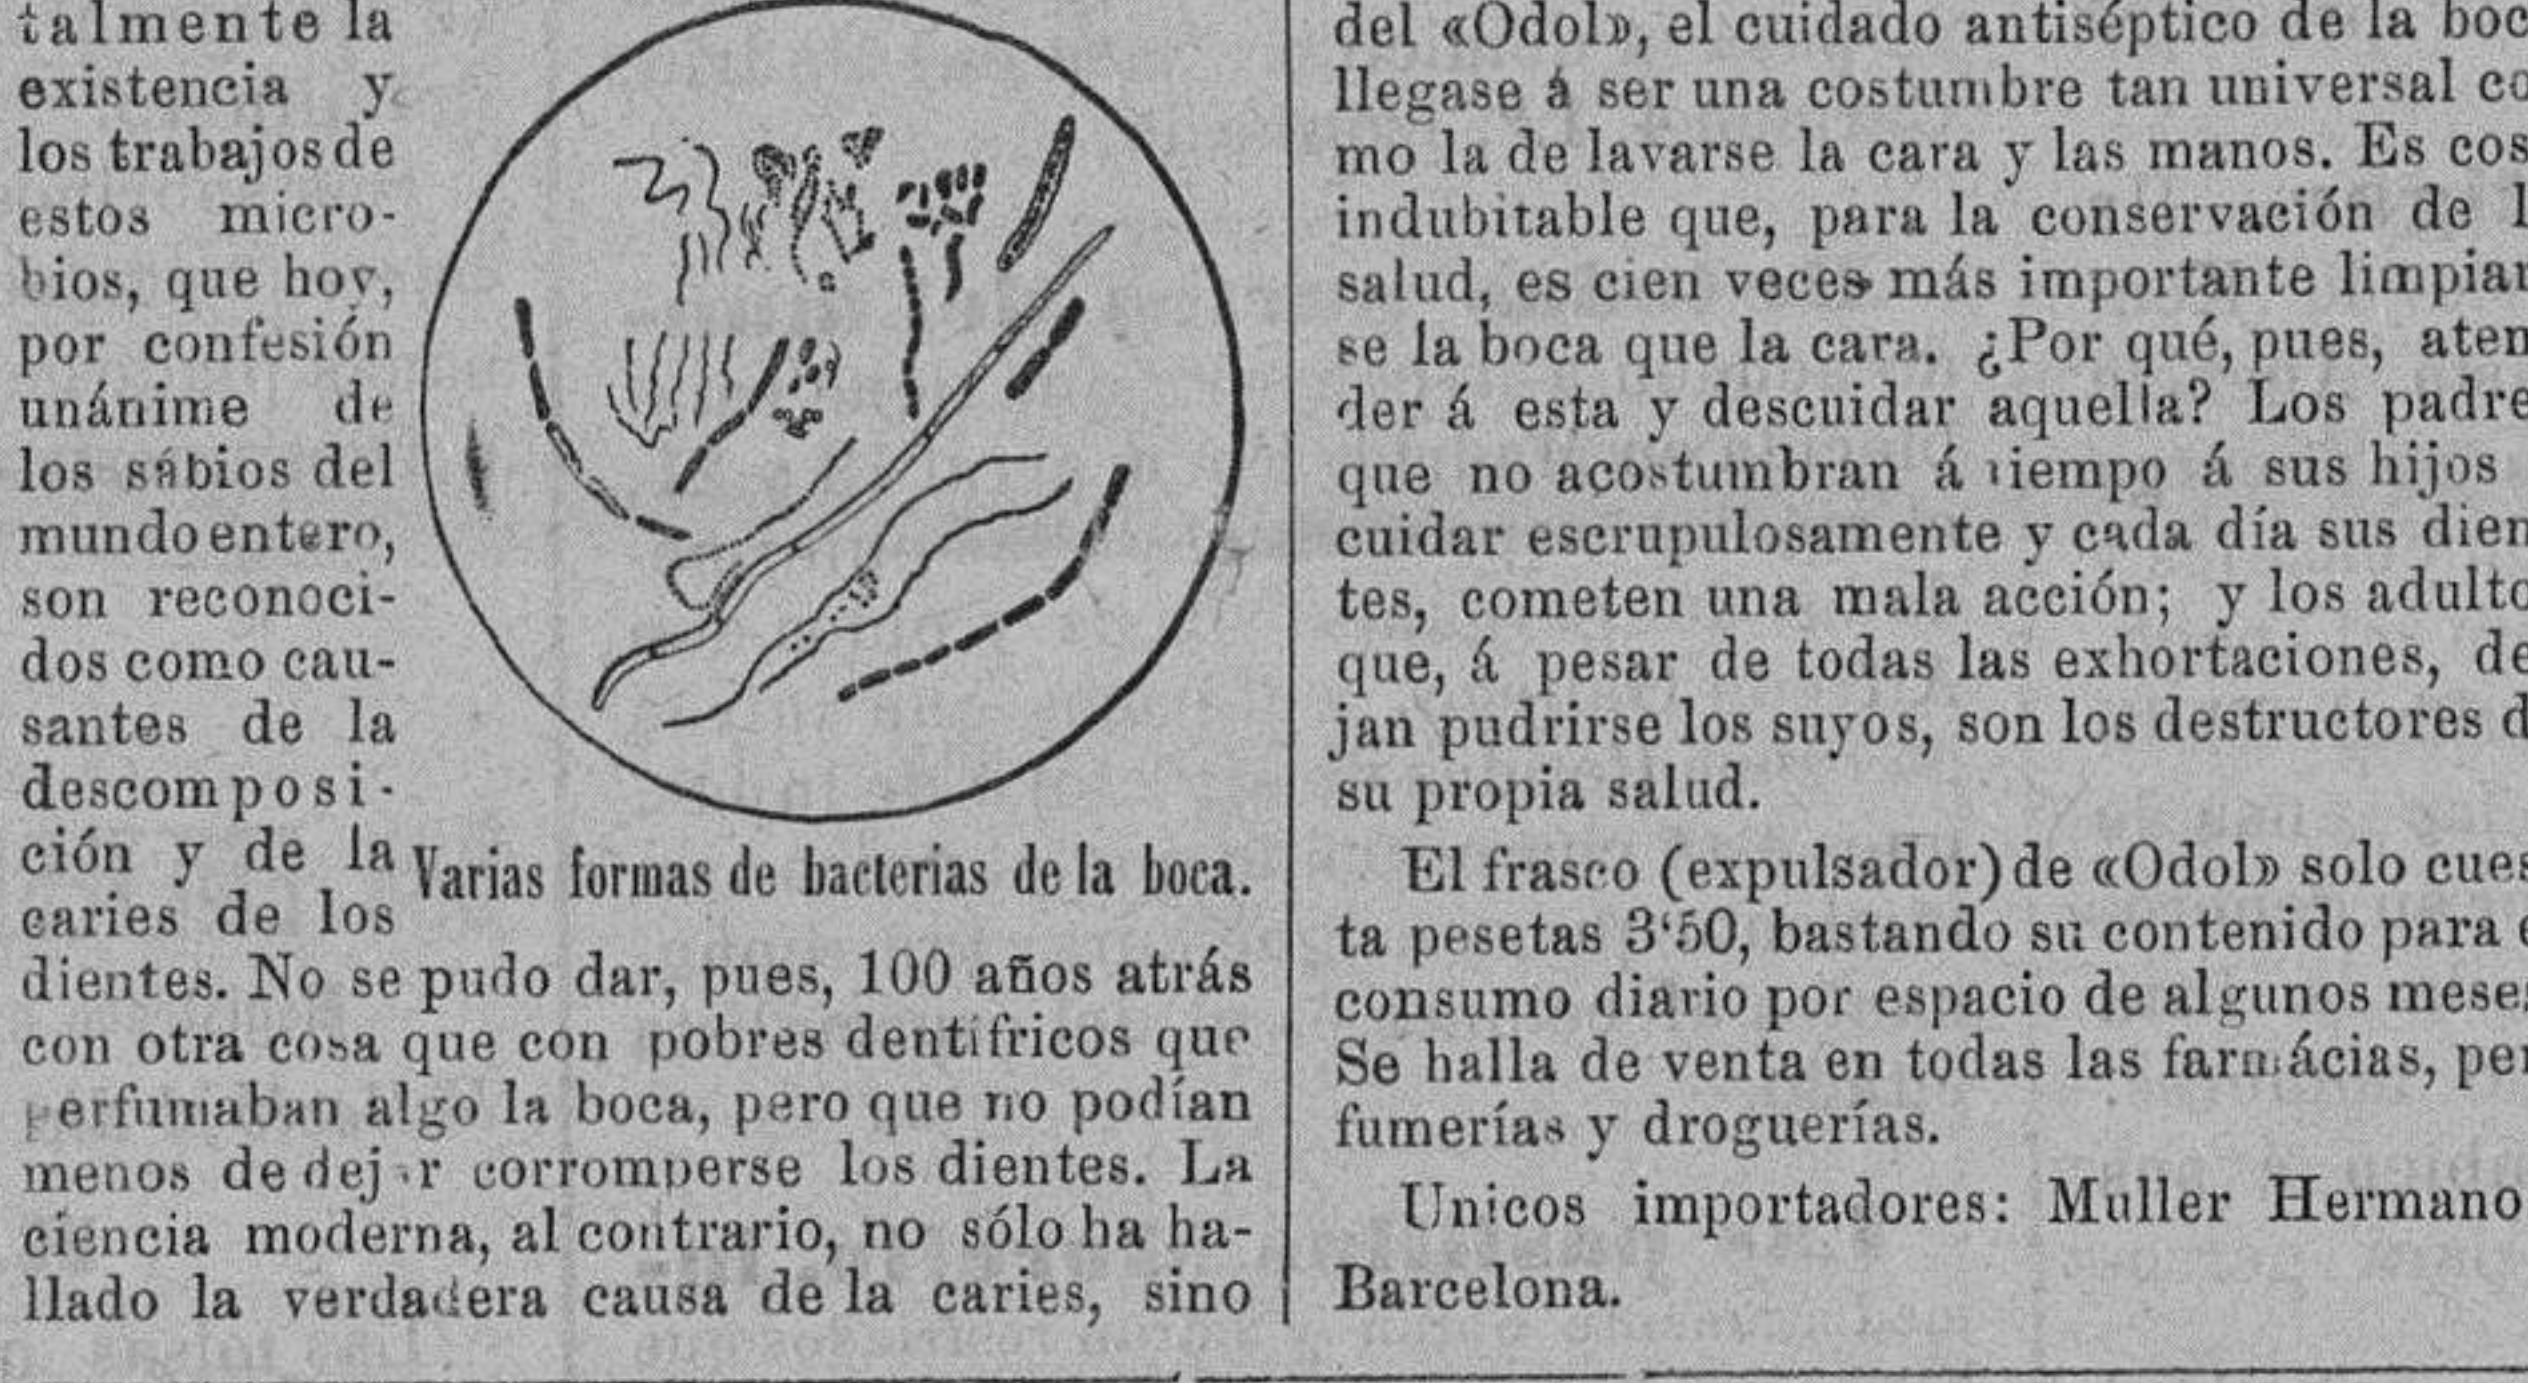 talmente la
existencia y
los trabajos de
estos micro-
bios, que hoy,
por confesión
unánime de
los sábios del
mundo entero,
son reconoci-
dos como cau-
santes de la
descomposi-
ción y de la
caries de los
Varias formas de bacterias de la boca.
dientes. No se pudo dar, pues, 100 años atrás
con otra cosa que con pobres dentífricos que
perfumaban algo la boca, pero que no podían
menos de dejar corromperse los dientes. La
ciencia moderna, al contrario, no sólo ha ha-
llado la verdadera causa de la caries, sino
del «Odol», el cuidado antiséptico de la boc
llegase á ser una costumbre tan universal co
mo la de lavarse la cara y las manos. Es cos
indubitable que, para la conservación de l
salud, es cien veces más importante limpiar
se la boca que la cara. ¿Por qué, pues, aten
der á esta y descuidar aquella? Los padre
que no acostumbran á tiempo á sus hijos
cuidar escrupulosamente y cada día sus dien
tes, cometen una mala acción; y los adulto
que, á pesar de todas las exhortaciones, de
jan pudrirse los suyos, son los destructores d
su propia salud.
El frasco (expulsador) de «Odol» solo cues
ta pesetas 3‘50, bastando su contenido para e
consumo diario por espacio de algunos mese
Se halla de venta en todas las farmácias, per
fumerías y droguerías.
Unicos importadores: Muller Hermano
Barcelona.